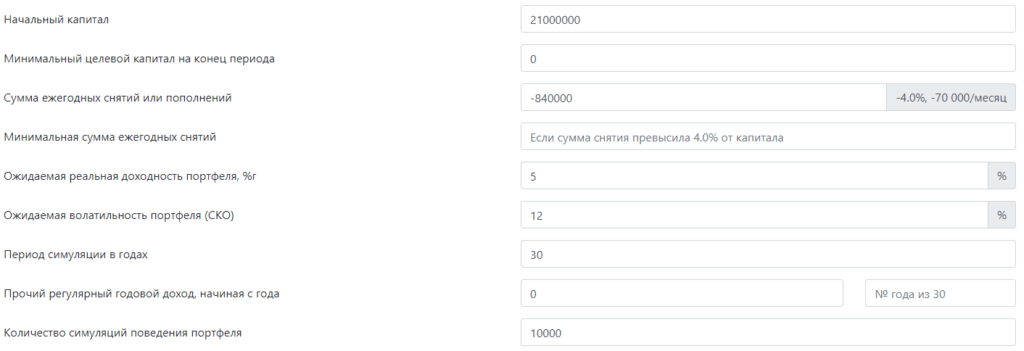 Начальный капитал 21000000
Минимальный целевой капитал на конец периода 0
Сумма ежегодных снятий или пополнений -840000 -4.0%, -70 000/месяц
Минимальная сумма ежегодных снятий Если сумма снятия превысила 4.0% от капитала
Ожидаемая реальная доходность портфеля, %г 5 %
Ожидаемая волатильность портфеля (СКО) 12 %
Период симуляции в годах 30
Прочий регулярный годовой доход, начиная с года 0 № года из 30
Количество симуляций поведения портфеля 10000